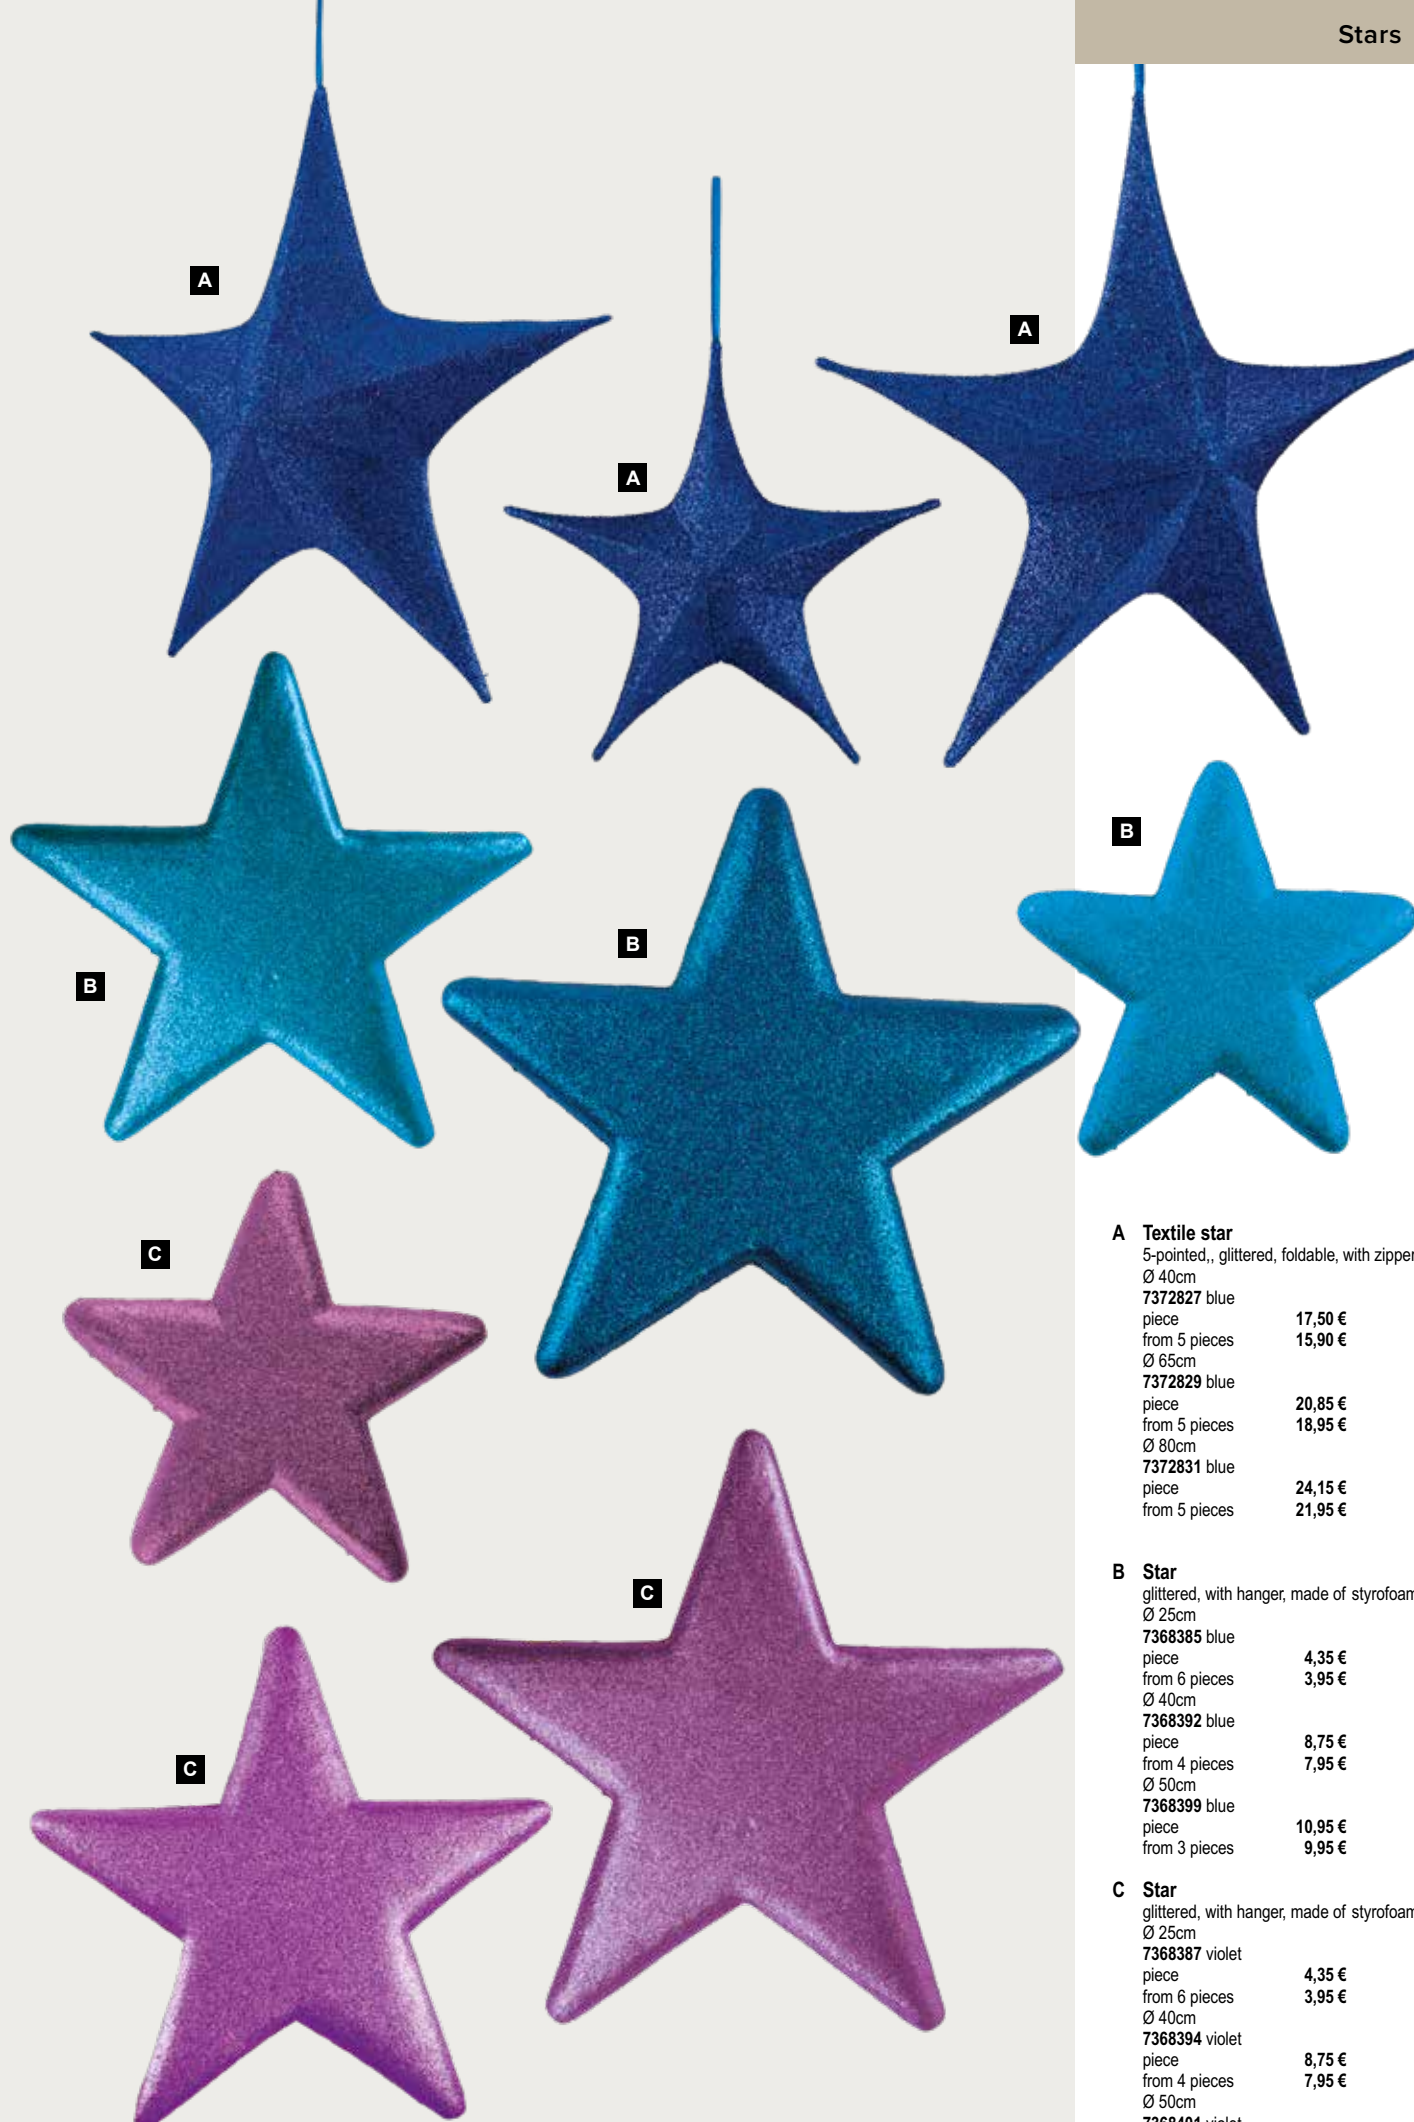 Stars
A
A
A
B
B
B
C
C
C
A Textile star
5-pointed,, glittered, foldable, with zipper
Ø 40cm
7372827 blue
piece 17,50 €
from 5 pieces 15,90 €
Ø 65cm
7372829 blue
piece 20,85 €
from 5 pieces 18,95 €
Ø 80cm
7372831 blue
piece 24,15 €
from 5 pieces 21,95 €
B Star
glittered, with hanger, made of styrofoam
Ø 25cm
7368385 blue
piece 4,35 €
from 6 pieces 3,95 €
Ø 40cm
7368392 blue
piece 8,75 €
from 4 pieces 7,95 €
Ø 50cm
7368399 blue
piece 10,95 €
from 3 pieces 9,95 €
C Star
glittered, with hanger, made of styrofoam
Ø 25cm
7368387 violet
piece 4,35 €
from 6 pieces 3,95 €
Ø 40cm
7368394 violet
piece 8,75 €
from 4 pieces 7,95 €
Ø 50cm
7368401 violet